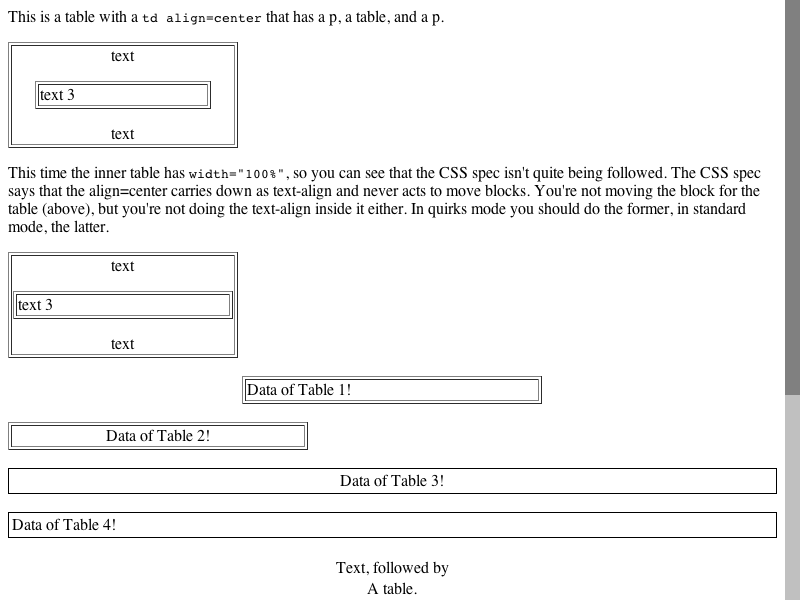 This is a table with a td align=center that has a p, a table, and a p.
text
text 3
text
This time the inner table has width="100%", so you can see that the CSS spec isn't quite being followed. The CSS spec
says that the align=center carries down as text-align and never acts to move blocks. You're not moving the block for the
table (above), but you're not doing the text-align inside it either. In quirks mode you should do the former, in standard
mode, the latter.
text
text 3
text
Data of Table 1!
Data of Table 2!
Data of Table 3!
Data of Table 4!
Text, followed by
A table.